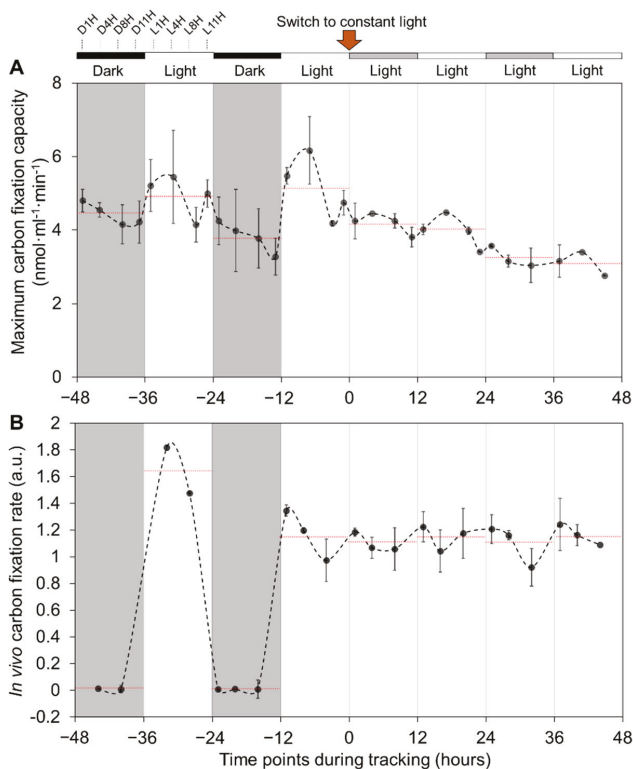 D1H D4H D8H D11H L1H L4H L8H L11H
Switch to constant light
A
Dark Light Dark Light Light Light Light Light
Maximum carbon fixation capacity
(nmol·ml⁻¹·min⁻¹)
8
6
4
2
0
−48 −36 −24 −12 0 12 24 36 48
B
In vivo carbon fixation rate (a.u.)
2
1.8
1.6
1.4
1.2
1
0.8
0.6
0.4
0.2
0
-0.2
−48 −36 −24 −12 0 12 24 36 48
Time points during tracking (hours)